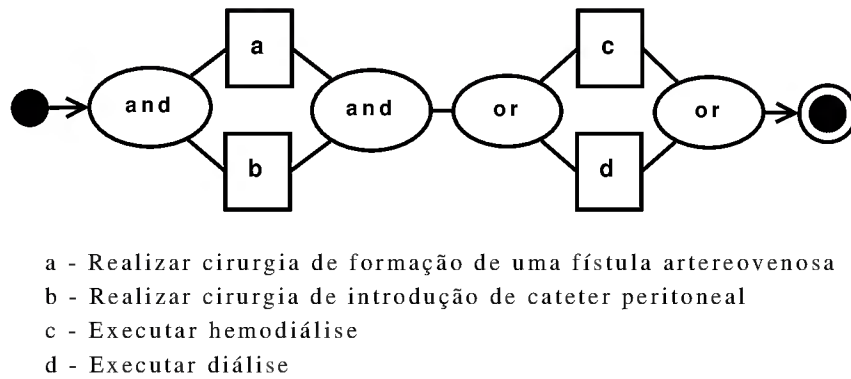 a
c
and
and
or
or
b
d
a - Realizar cirurgia de formação de uma fístula artereovenosa
b - Realizar cirurgia de introdução de cateter peritoneal
c - Executar hemodiálise
d - Executar diálise